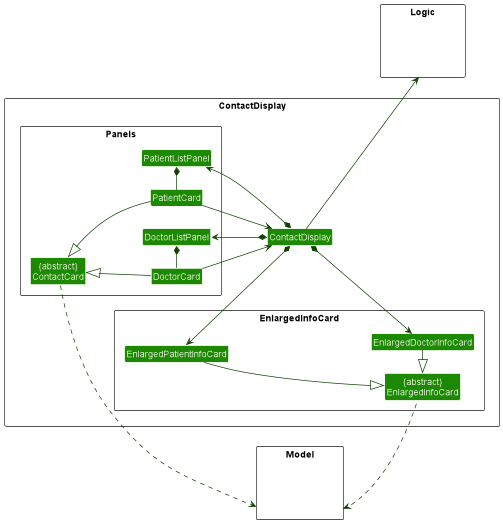 Logic
ContactDisplay
Panels
PatientListPanel
PatientCard
DoctorListPanel
ContactDisplay
{abstract}
ContactCard
DoctorCard
EnlargedInfoCard
EnlargedPatientInfoCard
EnlargedDoctorInfoCard
{abstract}
EnlargedInfoCard
Model